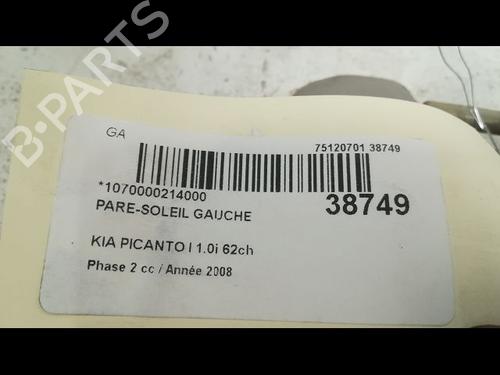 B-PARTS
GA
75120701 38749
*1070000214000
38749
PARE-SOLEIL GAUCHE
KIA PICANTO I 1.0i 62ch
Phase 2 cc / Année 2008